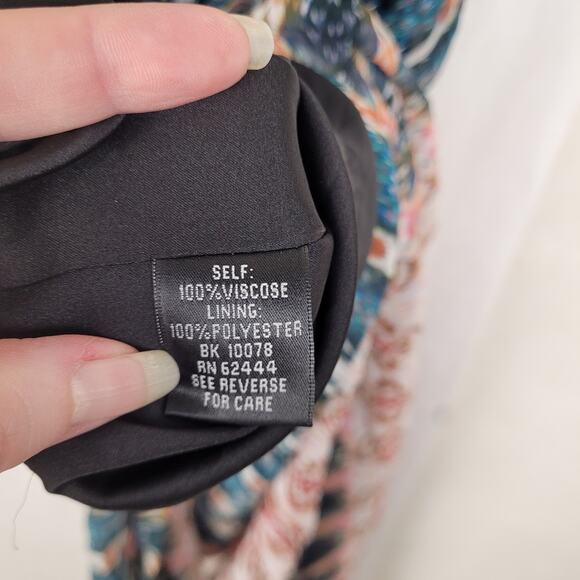 SELF:
100%VISCOSE
LINING:
100%POLYESTER
BK 10078
RN 62444
SEE REVERSE
FOR CARE